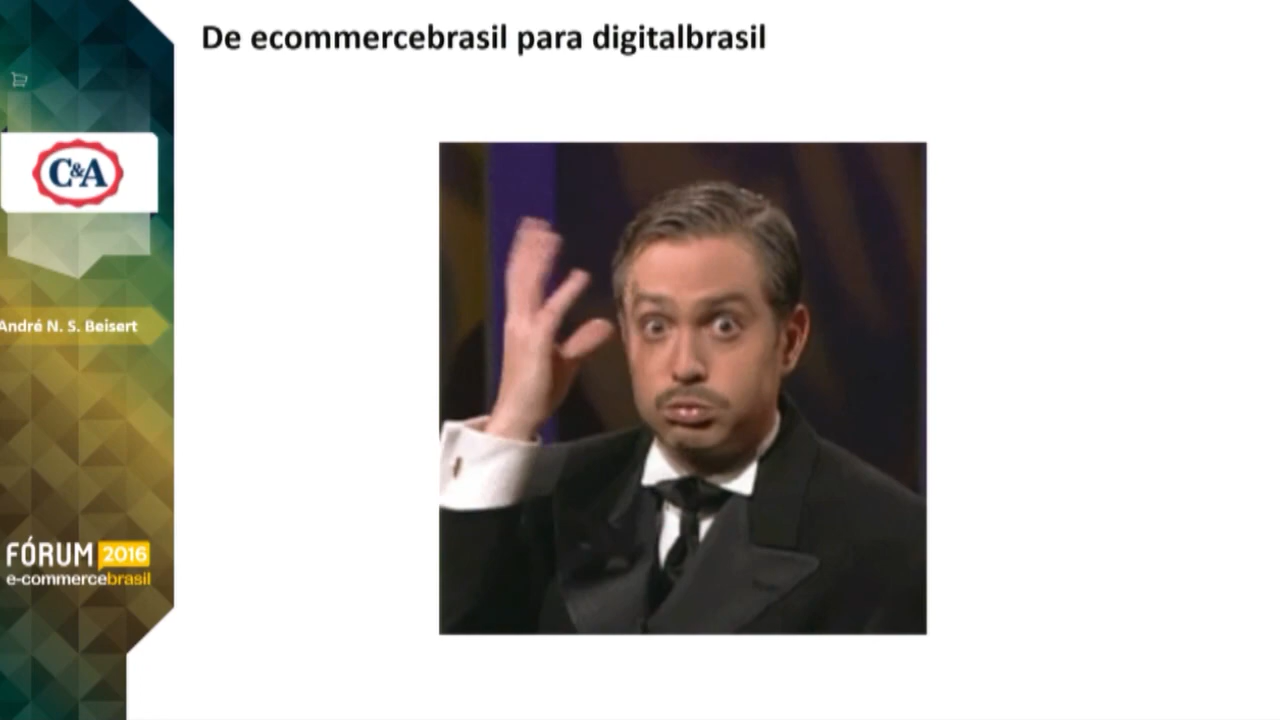 De ecommercebrasil para digitalbrasil
C&A
André N. S. Beisert
FÓRUM 2016
e-commercebrasil